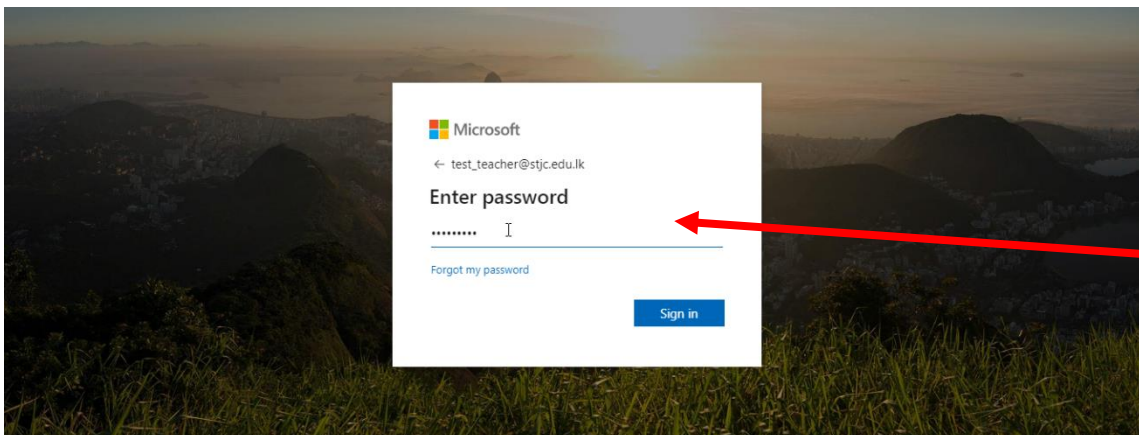 Microsoft
← test_teacher@stjc.edu.lk
Enter password
•••••••••
Forgot my password
Sign in